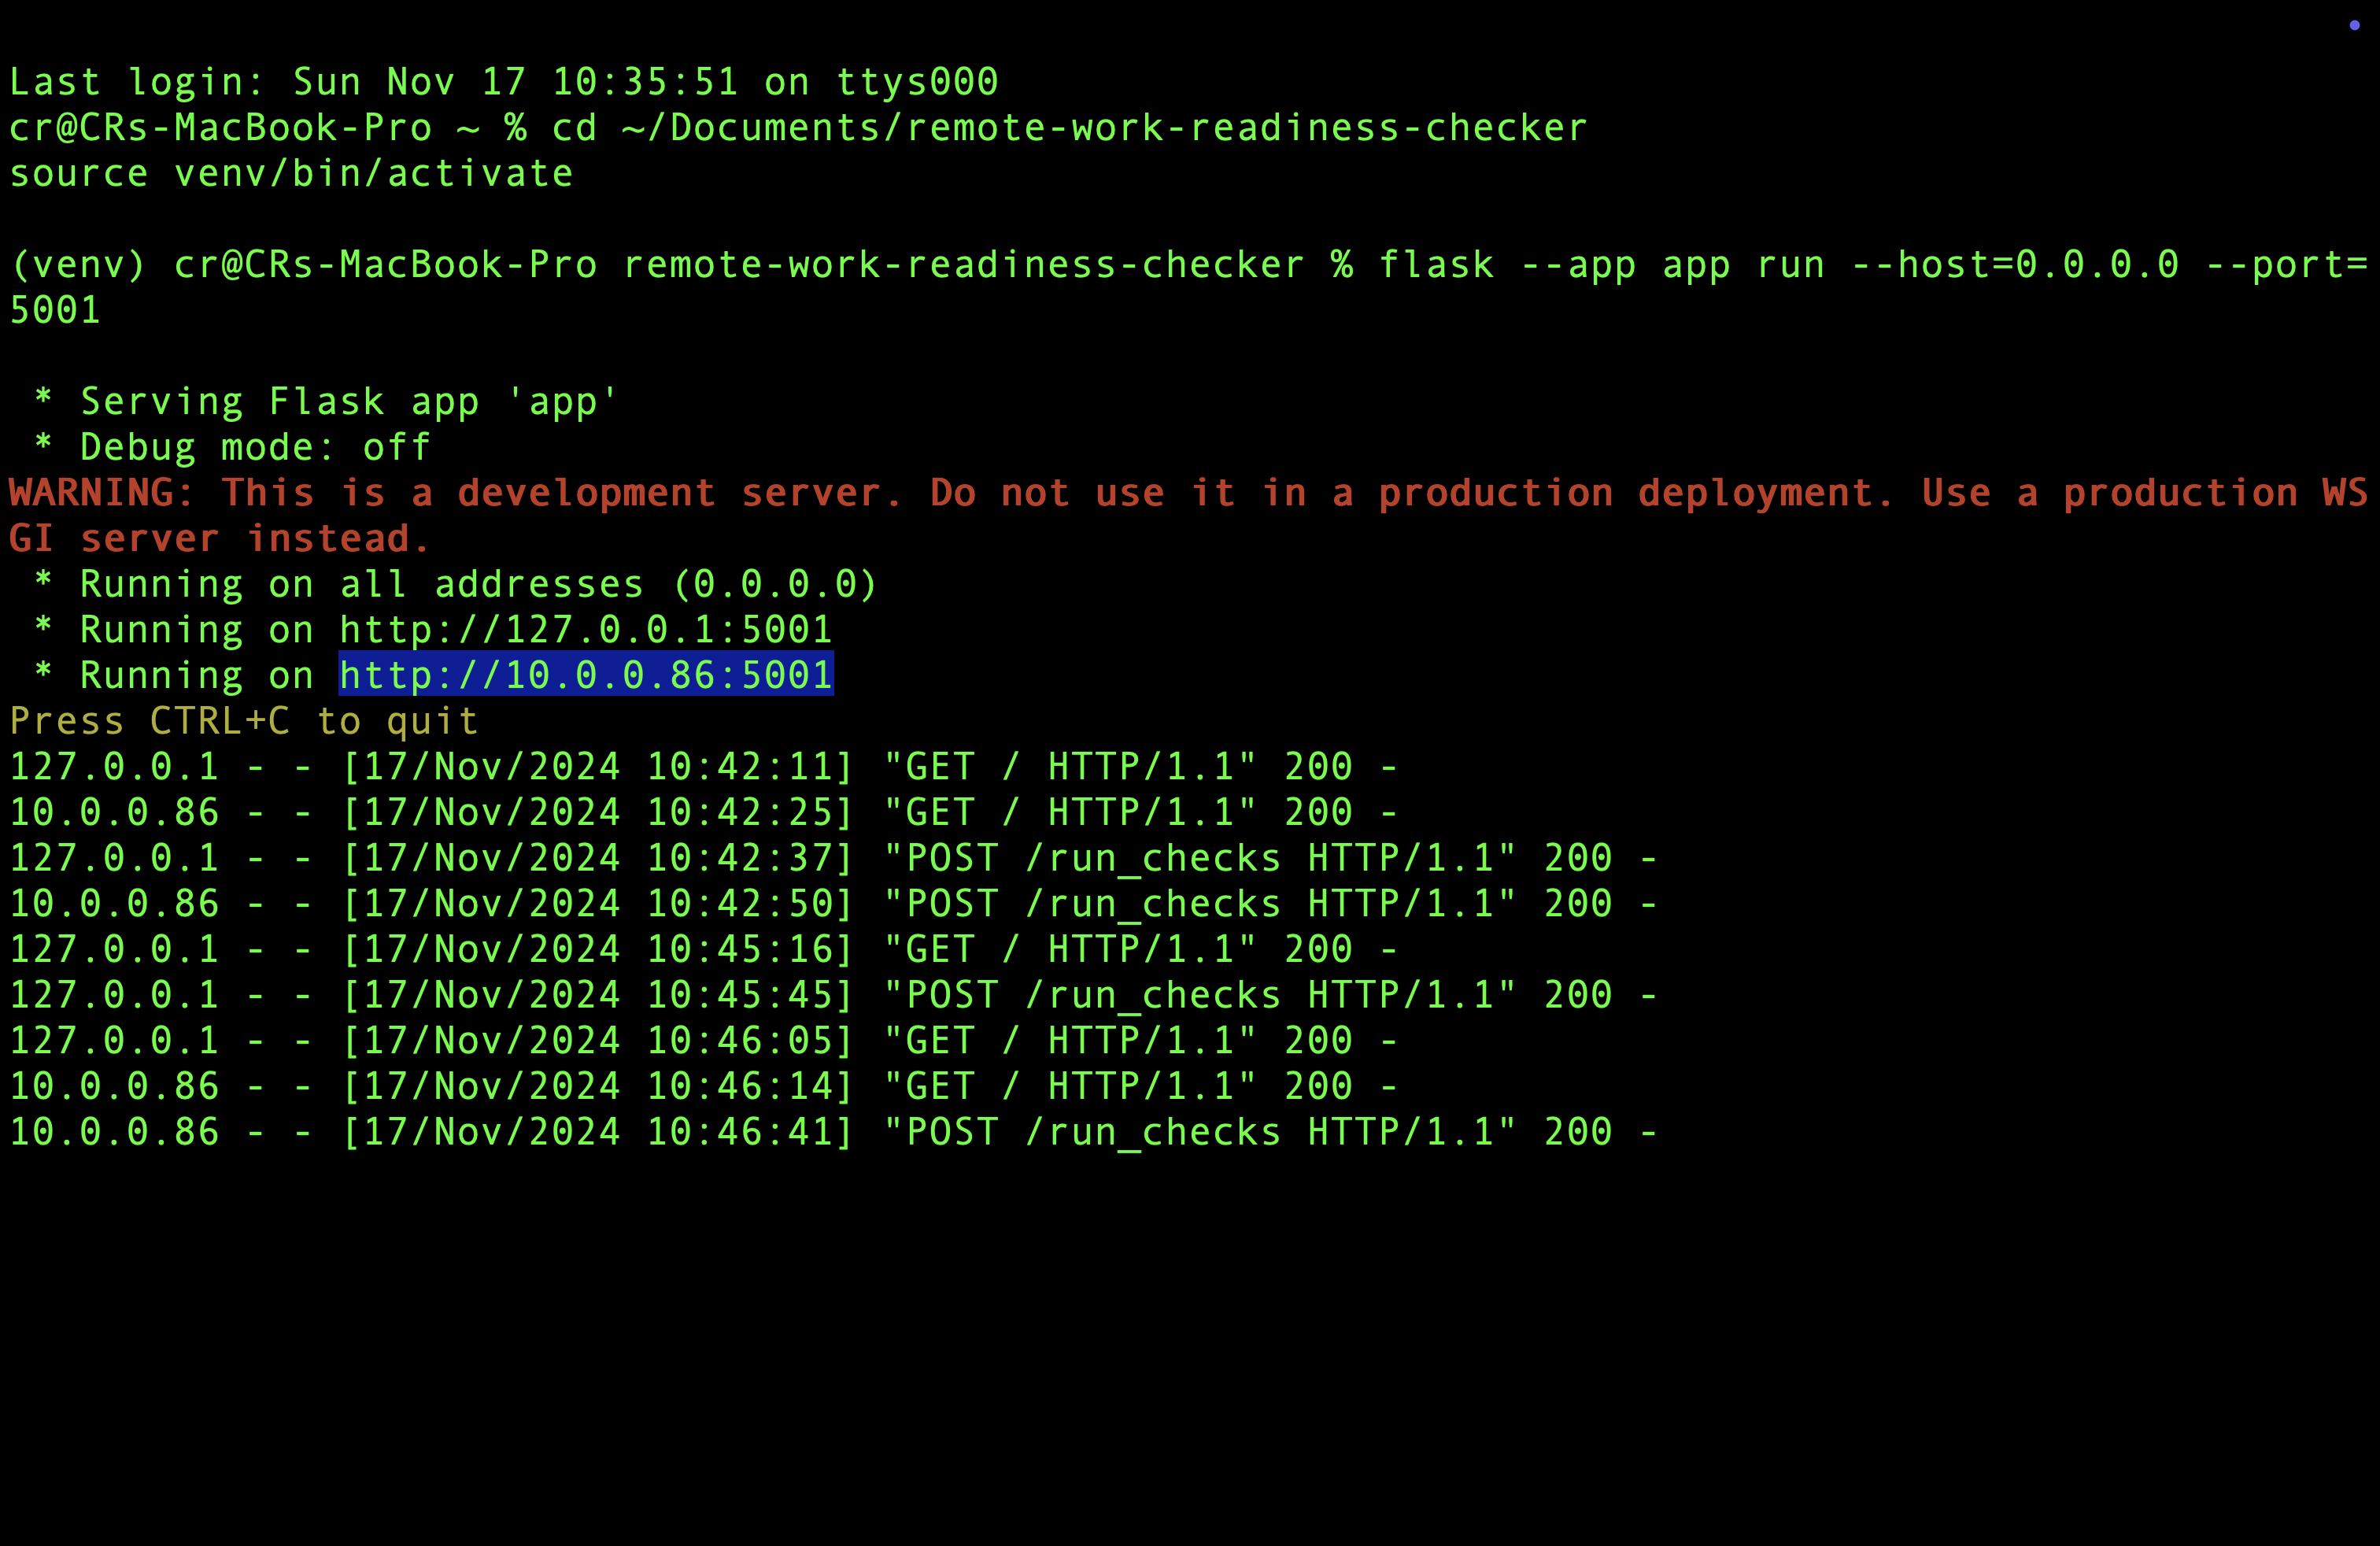 Last login: Sun Nov 17 10:35:51 on ttys000
cr@CRs-MacBook-Pro ~ % cd ~/Documents/remote-work-readiness-checker
source venv/bin/activate
(venv) cr@CRs-MacBook-Pro remote-work-readiness-checker % flask --app app run --host=0.0.0.0 --port=
5001
 * Serving Flask app 'app'
 * Debug mode: off
WARNING: This is a development server. Do not use it in a production deployment. Use a production WS
GI server instead.
 * Running on all addresses (0.0.0.0)
 * Running on http://127.0.0.1:5001
 * Running on http://10.0.0.86:5001
Press CTRL+C to quit
127.0.0.1 - - [17/Nov/2024 10:42:11] "GET / HTTP/1.1" 200 -
10.0.0.86 - - [17/Nov/2024 10:42:25] "GET / HTTP/1.1" 200 -
127.0.0.1 - - [17/Nov/2024 10:42:37] "POST /run_checks HTTP/1.1" 200 -
10.0.0.86 - - [17/Nov/2024 10:42:50] "POST /run_checks HTTP/1.1" 200 -
127.0.0.1 - - [17/Nov/2024 10:45:16] "GET / HTTP/1.1" 200 -
127.0.0.1 - - [17/Nov/2024 10:45:45] "POST /run_checks HTTP/1.1" 200 -
127.0.0.1 - - [17/Nov/2024 10:46:05] "GET / HTTP/1.1" 200 -
10.0.0.86 - - [17/Nov/2024 10:46:14] "GET / HTTP/1.1" 200 -
10.0.0.86 - - [17/Nov/2024 10:46:41] "POST /run_checks HTTP/1.1" 200 -